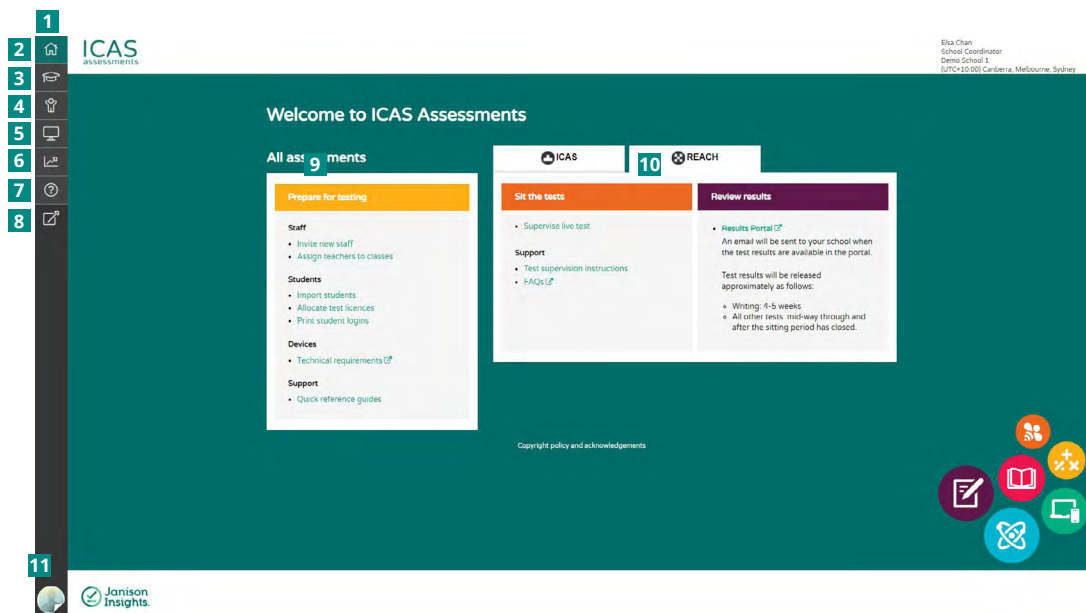 1
2
3
4
5
6
7
8
ICAS
assessments
Elsa Chan
School Coordinator
Demo School 1
(UTC+10:00) Canberra, Melbourne, Sydney
Welcome to ICAS Assessments
All assessments
9
ICAS
10
REACH
Prepare for testing
Staff
• Invite new staff
• Assign teachers to classes
Students
• Import students
• Allocate test licences
• Print student logins
Devices
• Technical requirements
Support
• Quick reference guides
Sit the tests
• Supervise live test
Support
• Test supervision instructions
• FAQs
Review results
• Results Portal
An email will be sent to your school when
the test results are available in the portal.
Test results will be released
approximately as follows:
Writing: 4-5 weeks
All other tests mid-way through and
after the sitting period has closed.
Copyright policy and acknowledgements
11
Janison
Insights.